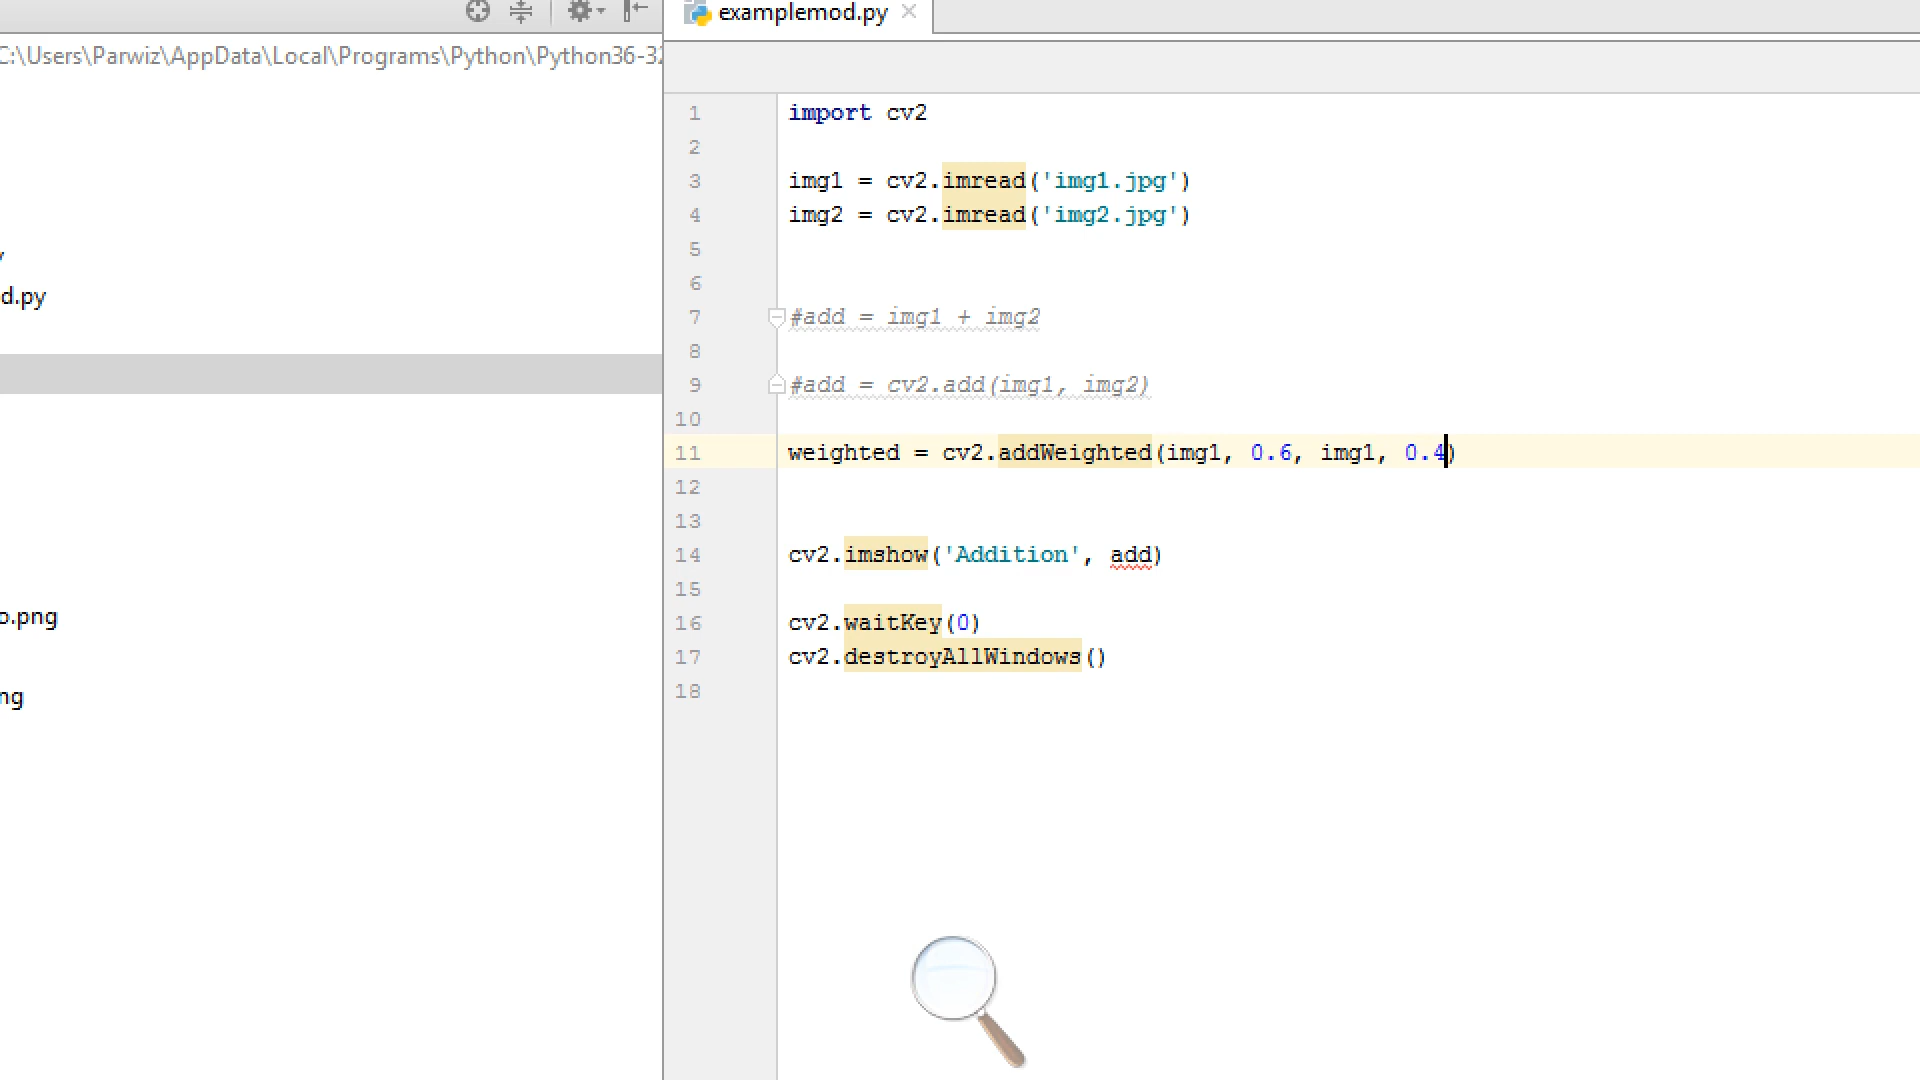 examplemod.py
C:\Users\Parwiz\AppData\Local\Programs\Python\Python36-32
d.py
o.png
ng
1 import cv2
2
3 img1 = cv2.imread('img1.jpg')
4 img2 = cv2.imread('img2.jpg')
5
6
7 #add = img1 + img2
8
9 #add = cv2.add(img1, img2)
10
11 weighted = cv2.addWeighted(img1, 0.6, img1, 0.4)
12
13
14 cv2.imshow('Addition', add)
15
16 cv2.waitKey(0)
17 cv2.destroyAllWindows()
18